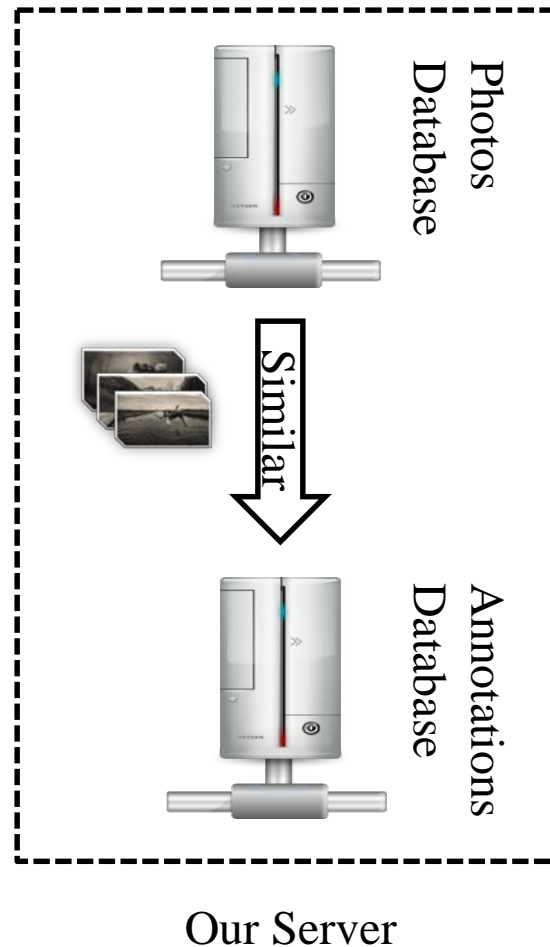 Photos
Database
Similar
Annotations
Database
Our Server